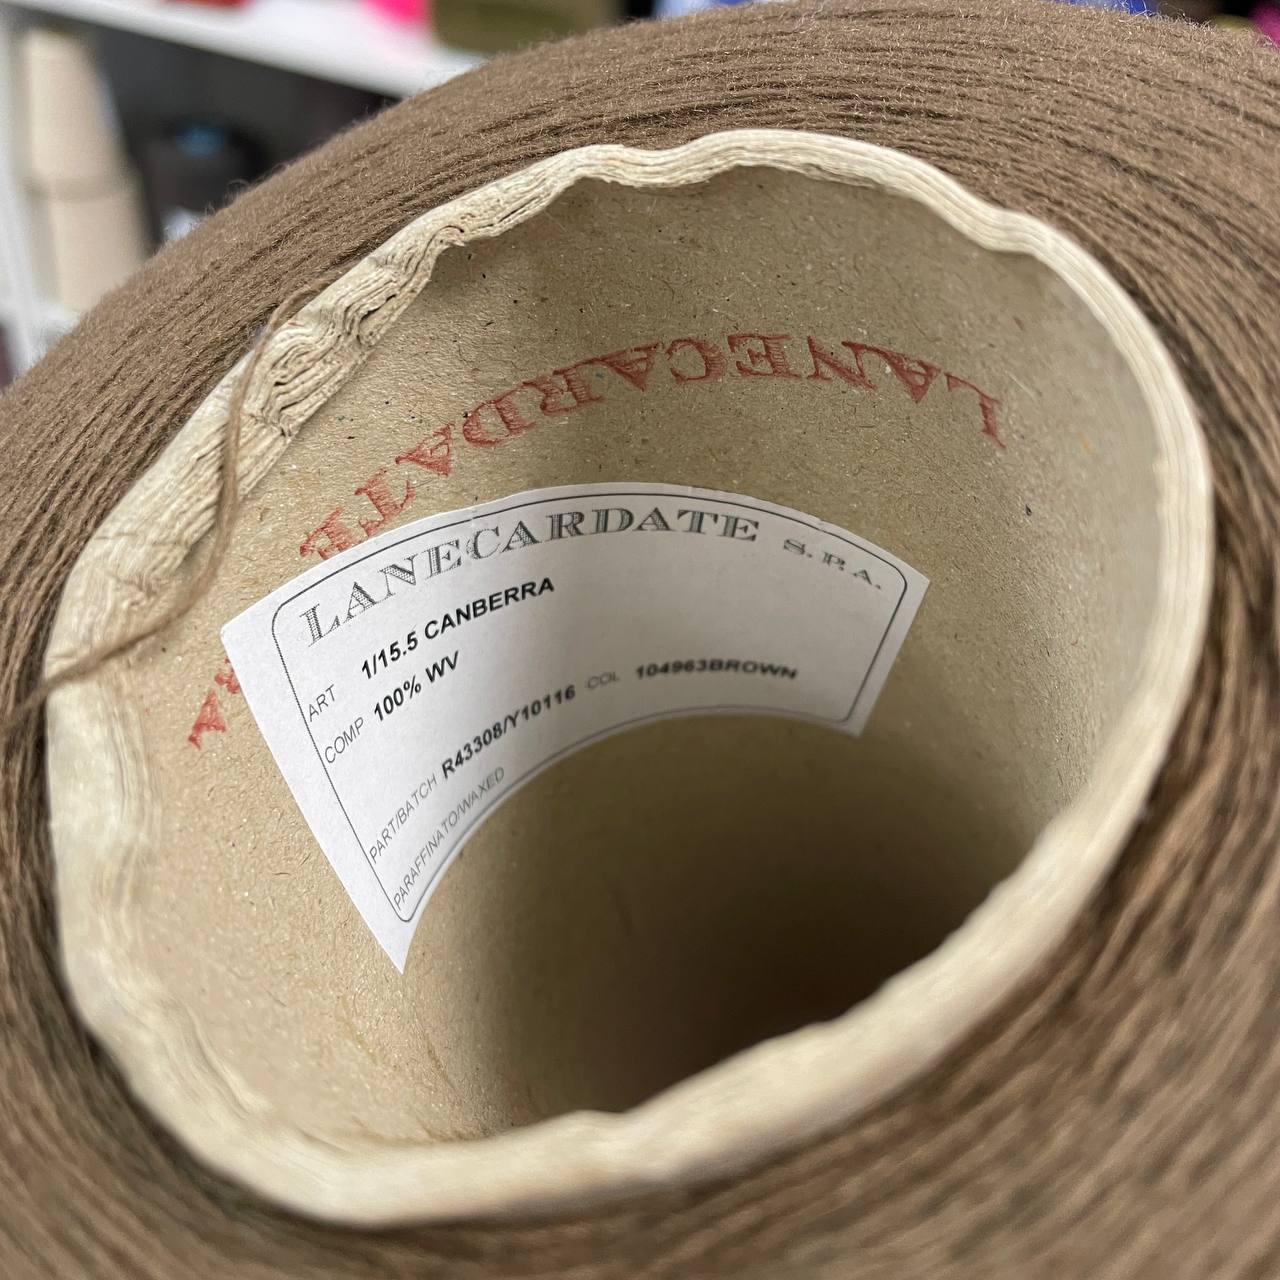 LANECARDATE
LANECARDATE S.P.A.
ART 1/15.5 CANBERRA
COMP 100% WV
PART/BATCH R43308/Y10116 COL 104963BROWN
PARAFFINATO/WAXED